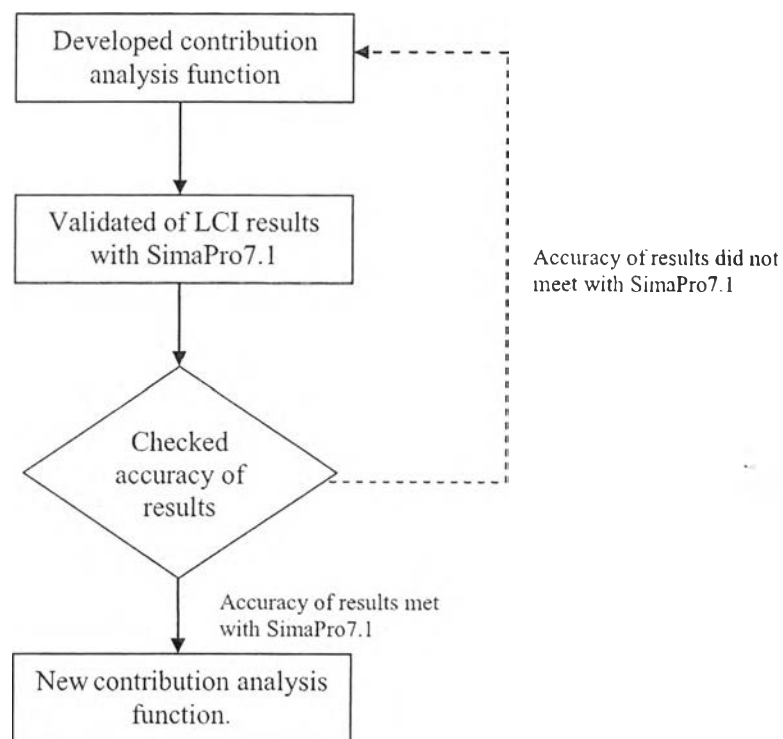 Developed contribution
analysis function
Validated of LCI results
with SimaPro7.1
Accuracy of results did not
meet with SimaPro7.1
Checked
accuracy of
results
Accuracy of results met
with SimaPro7.1
New contribution analysis
function.